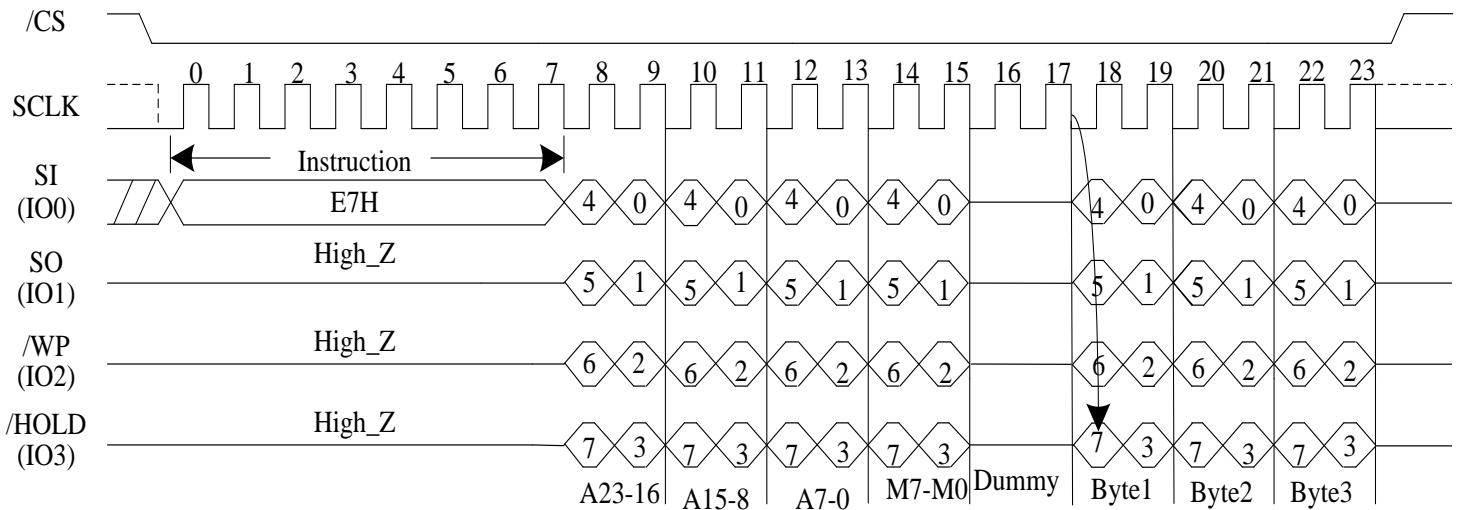 /CS
0 1 2 3 4 5 6 7 8 9 10 11 12 13 14 15 16 17 18 19 20 21 22 23
SCLK
Instruction
SI
(IO0)
E7H
4 0 4 0 4 0 4 0 4 0 4 0 4 0
SO
(IO1)
High_Z
5 1 5 1 5 1 5 1 5 1 5 1 5 1
/WP
(IO2)
High_Z
6 2 6 2 6 2 6 2 6 2 6 2 6 2
/HOLD
(IO3)
High_Z
7 3 7 3 7 3 7 3 7 3 7 3 7 3
A23-16 A15-8 A7-0 M7-M0 Dummy Byte1 Byte2 Byte3